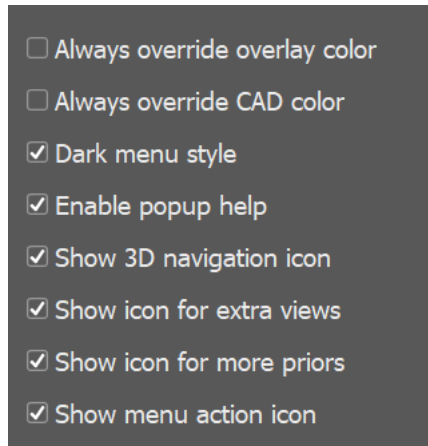 Always override overlay color
Always override CAD color
Dark menu style
Enable popup help
Show 3D navigation icon
Show icon for extra views
Show icon for more priors
Show menu action icon